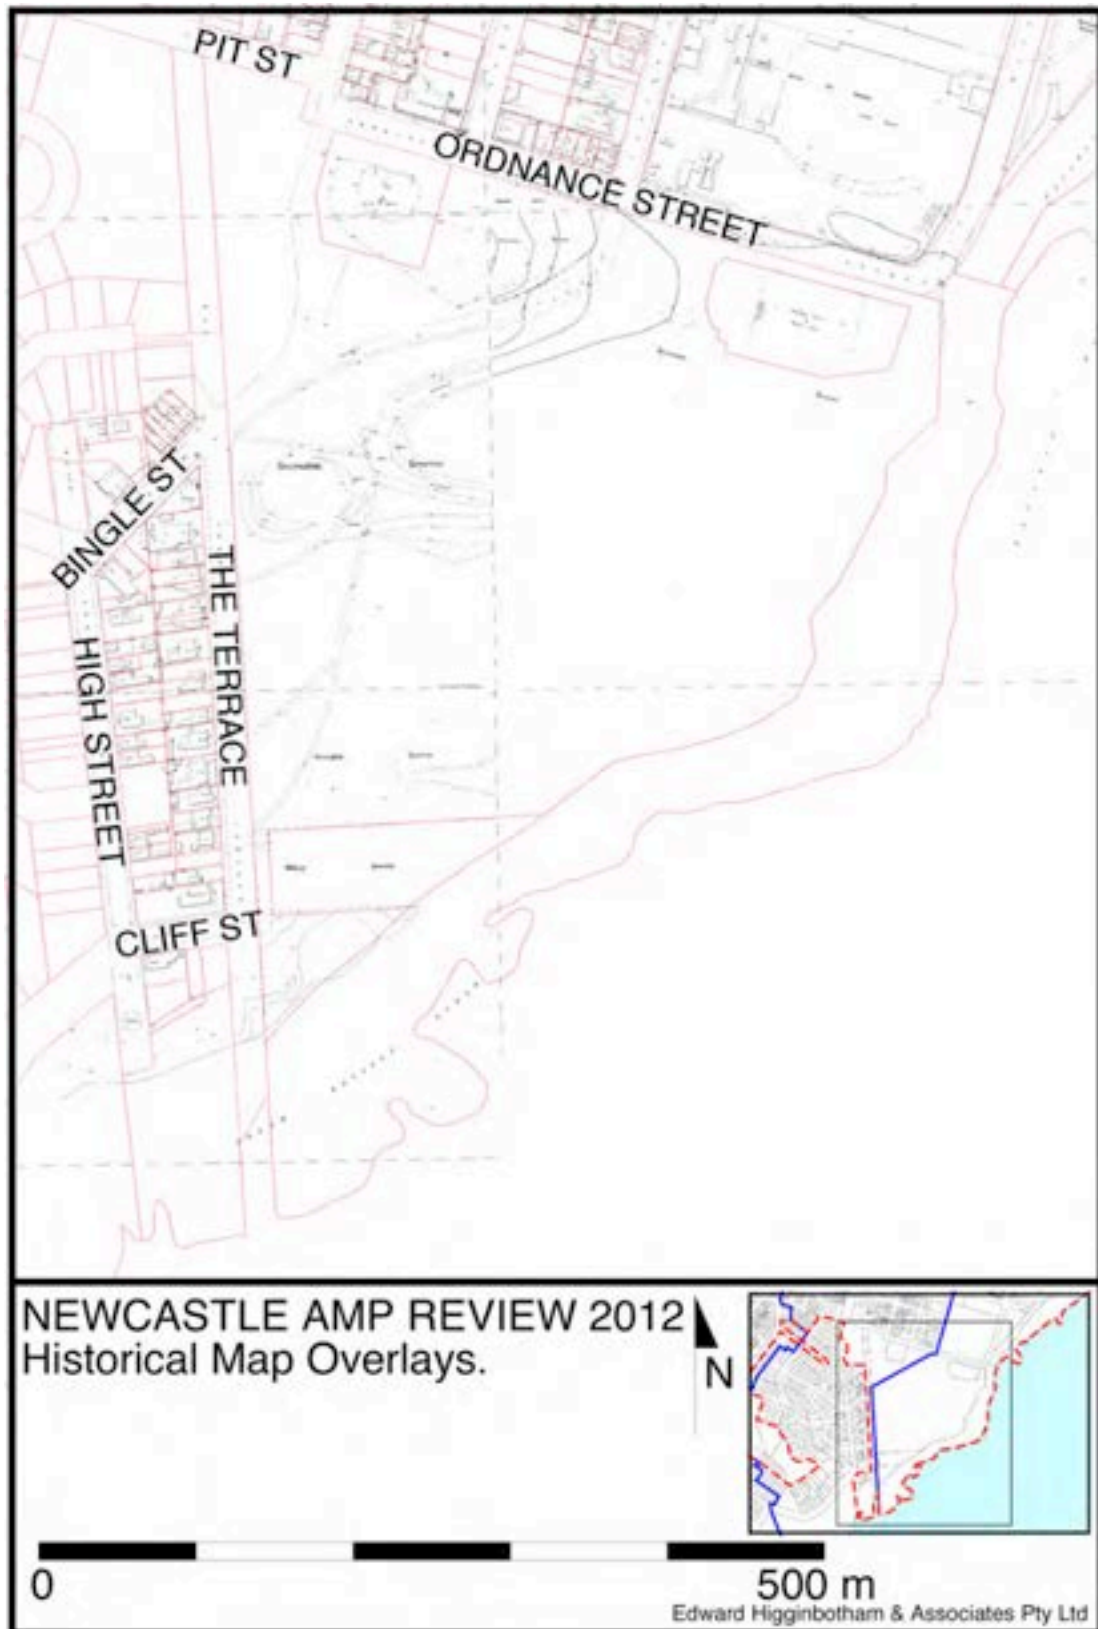 PIT ST
ORDNANCE STREET
BINGLE ST
THE TERRACE
HIGH STREET
CLIFF ST
NEWCASTLE AMP REVIEW 2012
Historical Map Overlays.
N
0
500 m
Edward Higginbotham & Associates Pty Ltd